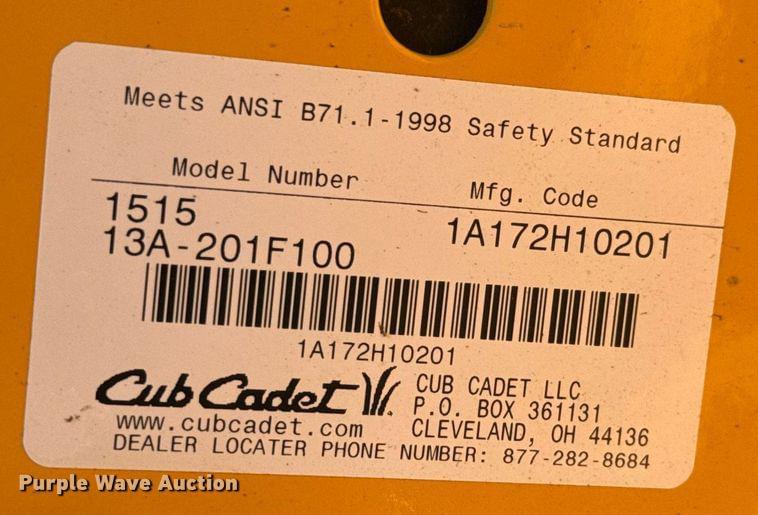 Meets ANSI B71.1-1998 Safety Standard
Model Number Mfg. Code
1515 1A172H10201
13A-201F100
1A172H10201
Cub Cadet
CUB CADET LLC
P.O. BOX 361131
www.cubcadet.com CLEVELAND, OH 44136
DEALER LOCATER PHONE NUMBER: 877-282-8684
Purple Wave Auction